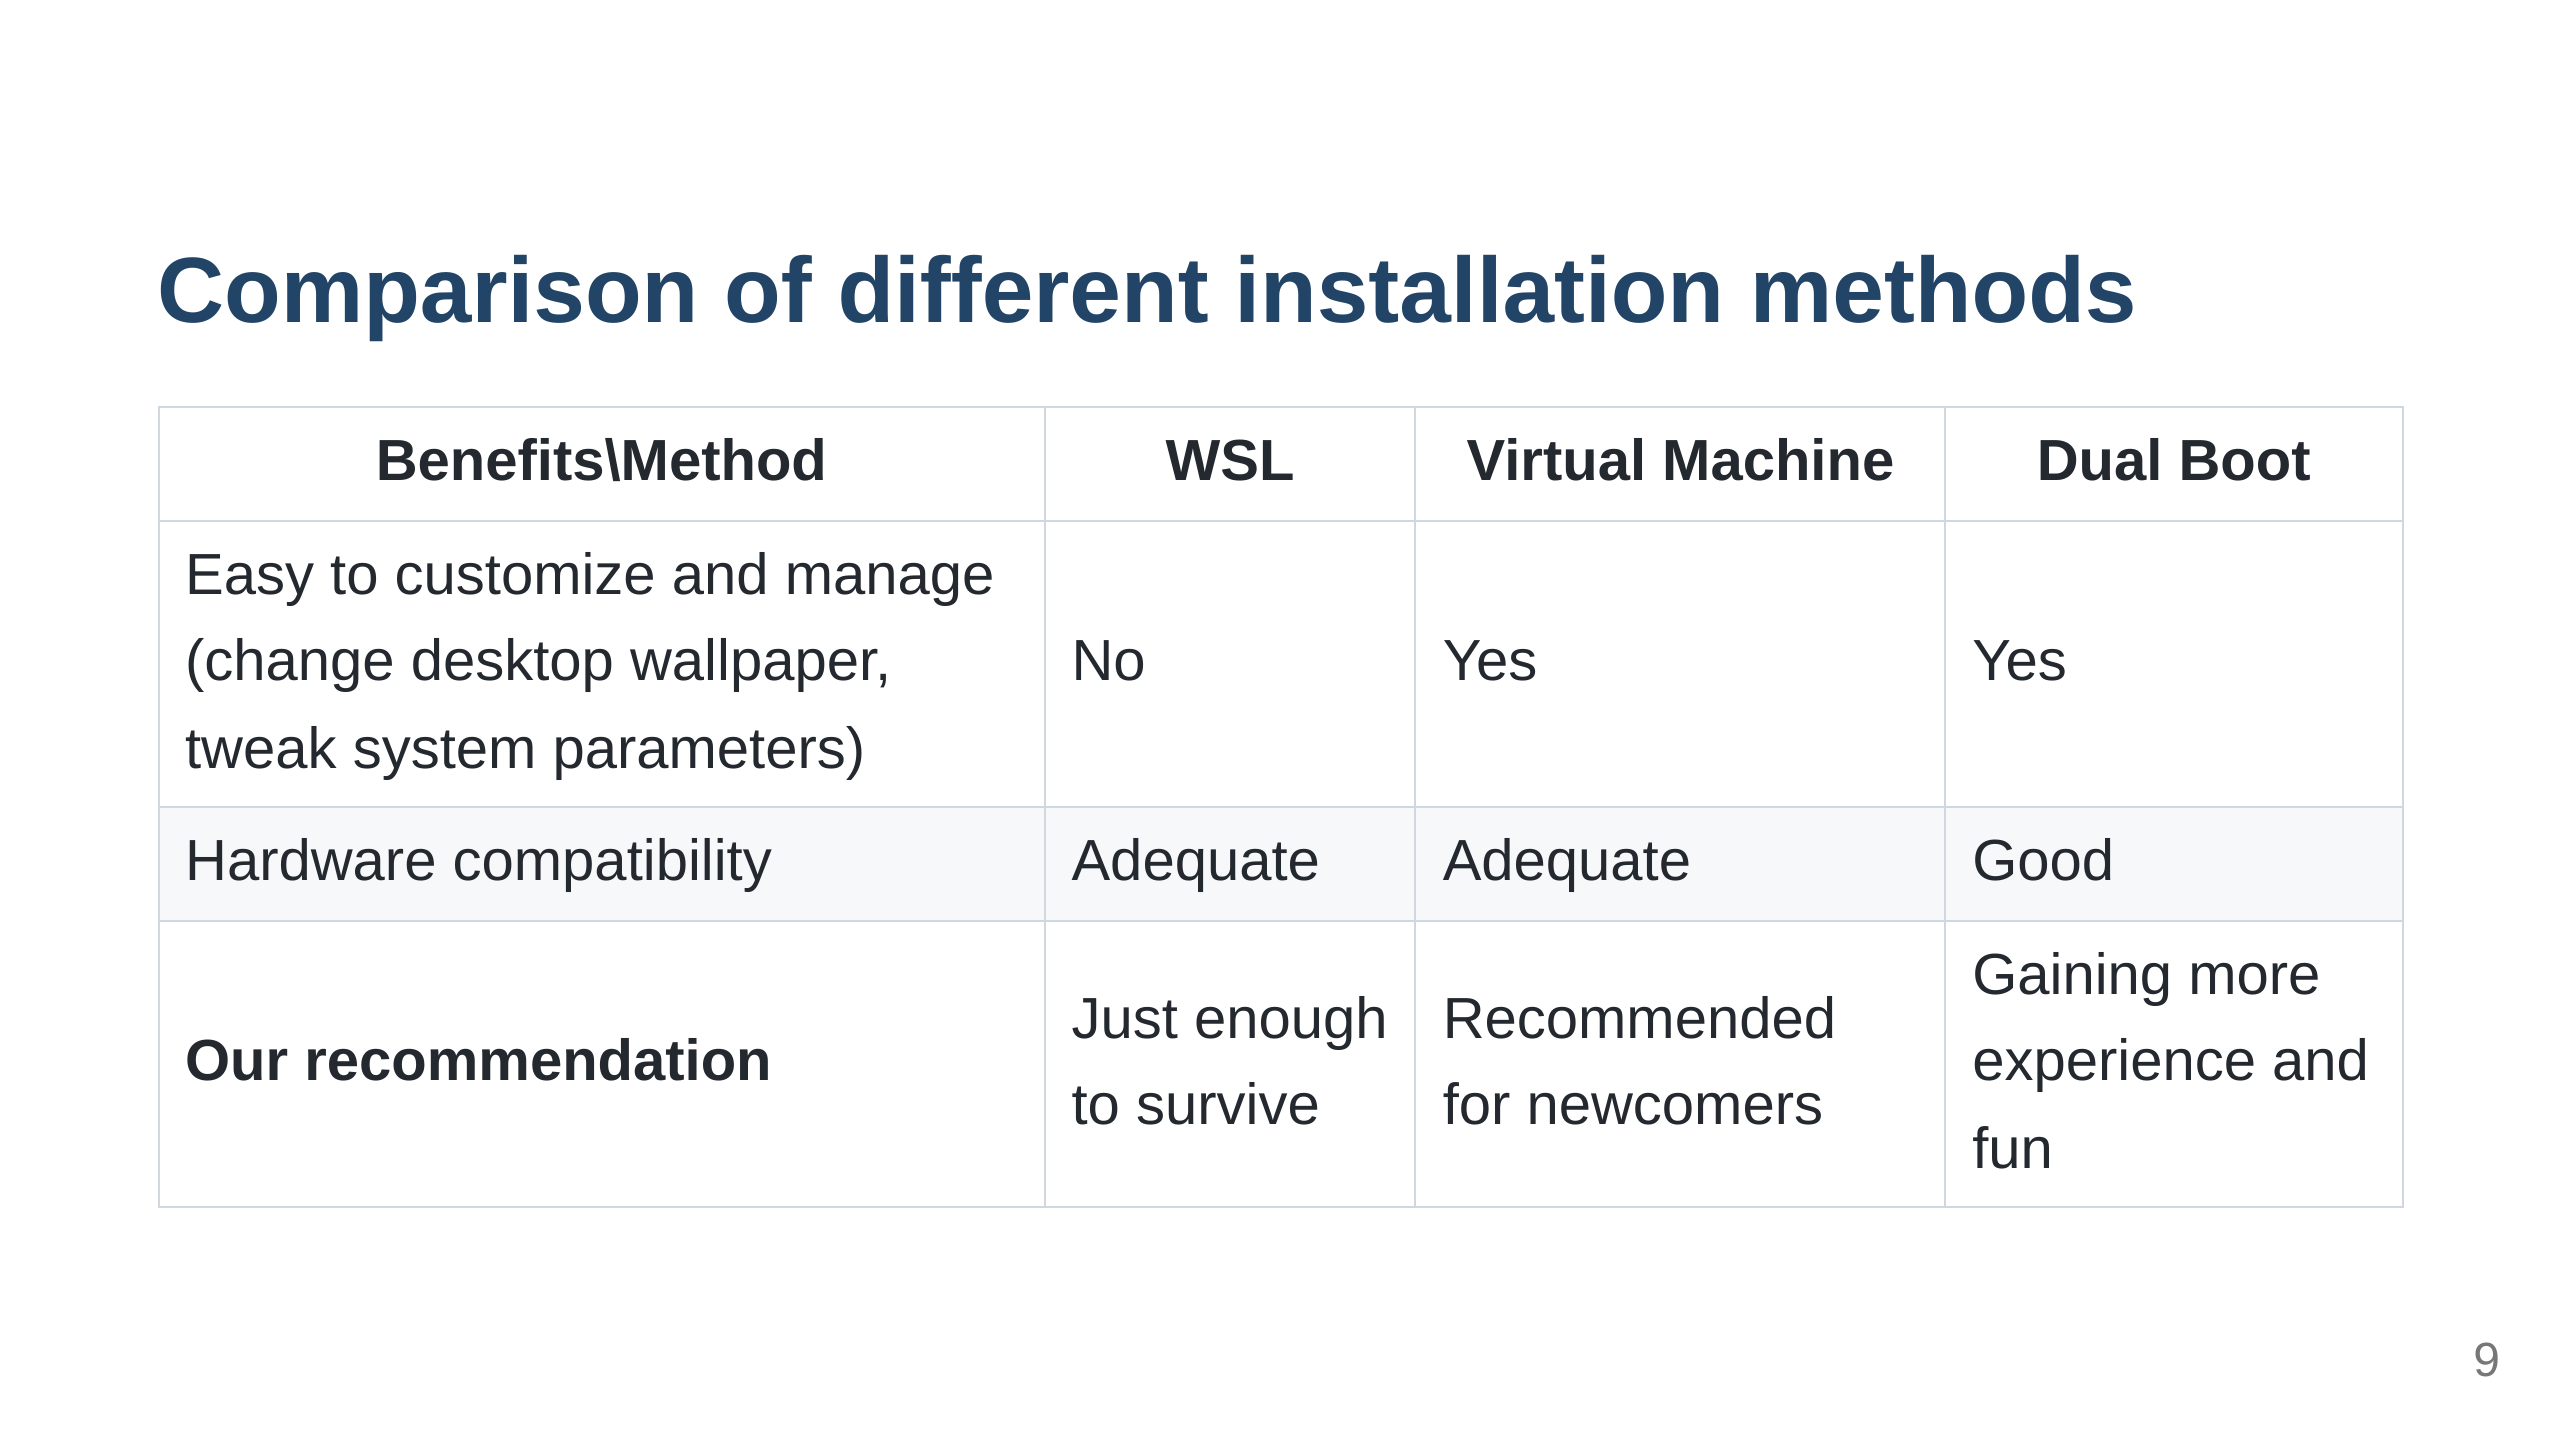 Comparison of different installation methods
Benefits\Method WSL Virtual Machine Dual Boot
Easy to customize and manage
(change desktop wallpaper,
tweak system parameters)
No
Yes
Yes
Hardware compatibility Adequate Adequate Good
Our recommendation
Just enough
to survive
Recommended
for newcomers
Gaining more
experience and
fun
9